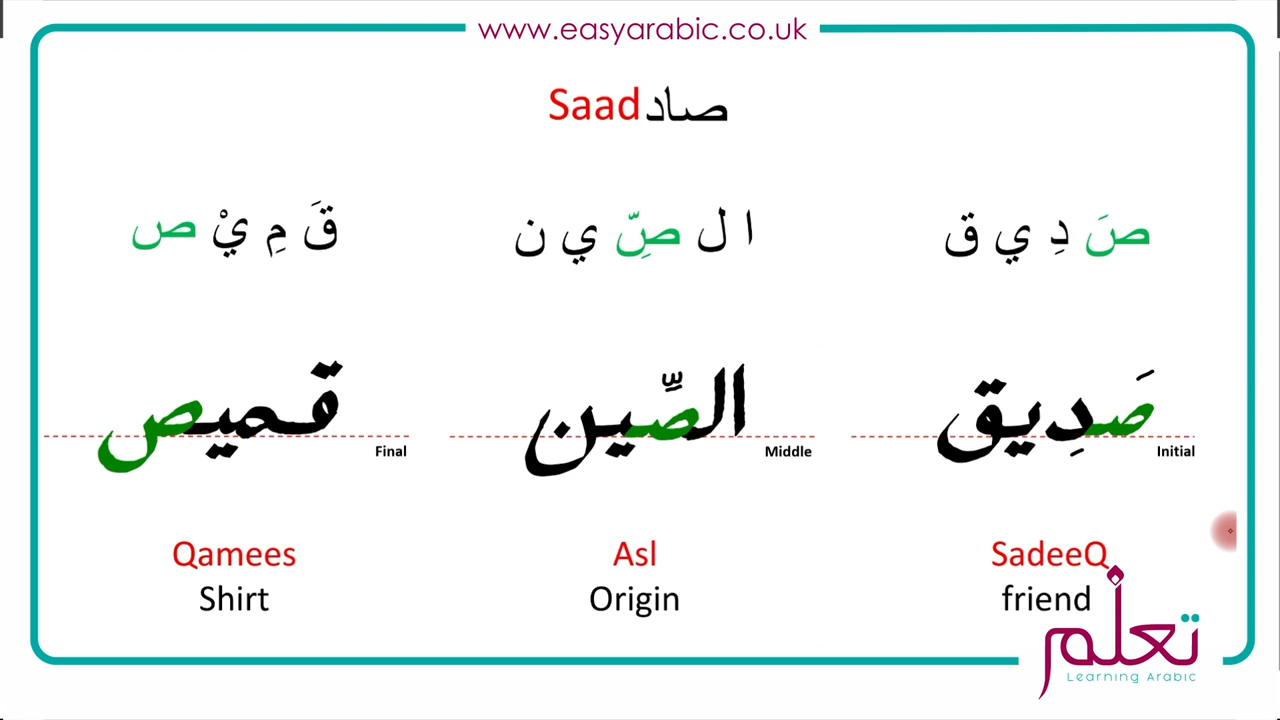 www.easyarabic.co.uk
صاد Saad
صَ دِ ي ق
ا ل صِّ ي ن
قَ مِ يْ ص
صَدِيق
الصِّين
قميص
Initial
Middle
Final
SadeeQ
friend
Asl
Origin
Qamees
Shirt
تعلم
Learning Arabic